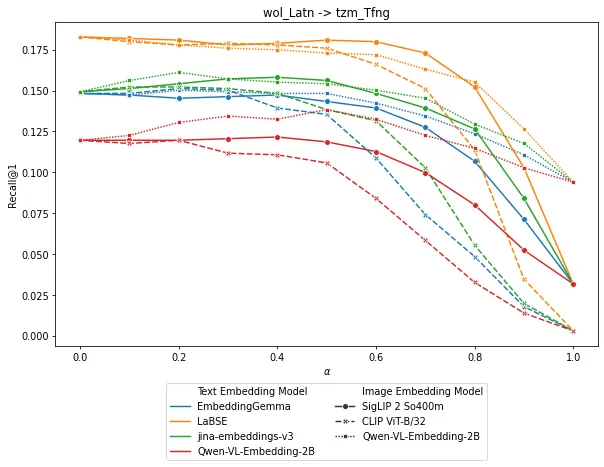 wol_Latn -> tzm_Tfng
0.175
0.150
0.125
0.100
0.075
0.050
0.025
0.000
Recall@1
0.0 0.2 0.4 0.6 0.8 1.0
α
Text Embedding Model Image Embedding Model
EmbeddingGemma SigLIP 2 So400m
LaBSE CLIP ViT-B/32
jina-embeddings-v3 Qwen-VL-Embedding-2B
Qwen-VL-Embedding-2B